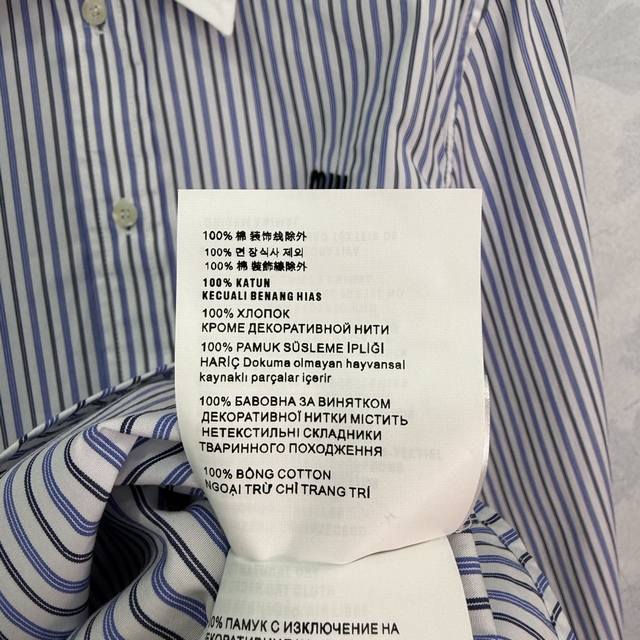 100% 棉 装饰线除外
100% 면 장식사 제외
100% 棉 裝飾線除外
100% KATUN
KECUALI BENANG HIAS
100% ХЛОПОК
КРОМЕ ДЕКОРАТИВНОЙ НИТИ
100% PAMUK SÜSLEME İPLİĞİ
HARİÇ Dokuma olmayan hayvansal
kaynaklı parçalar içerir
100% БАВОВНА ЗА ВИНЯТКОМ
ДЕКОРАТИВНОЇ НИТКИ МІСТИТЬ
НЕТЕКСТИЛЬНІ СКЛАДНИКИ
ТВАРИННОГО ПОХОДЖЕННЯ
100% BÔNG COTTON
NGOẠI TRỪ CHỈ TRANG TRÍ
0% ПАМУК С ИЗКЛЮЧЕНИЕ НА